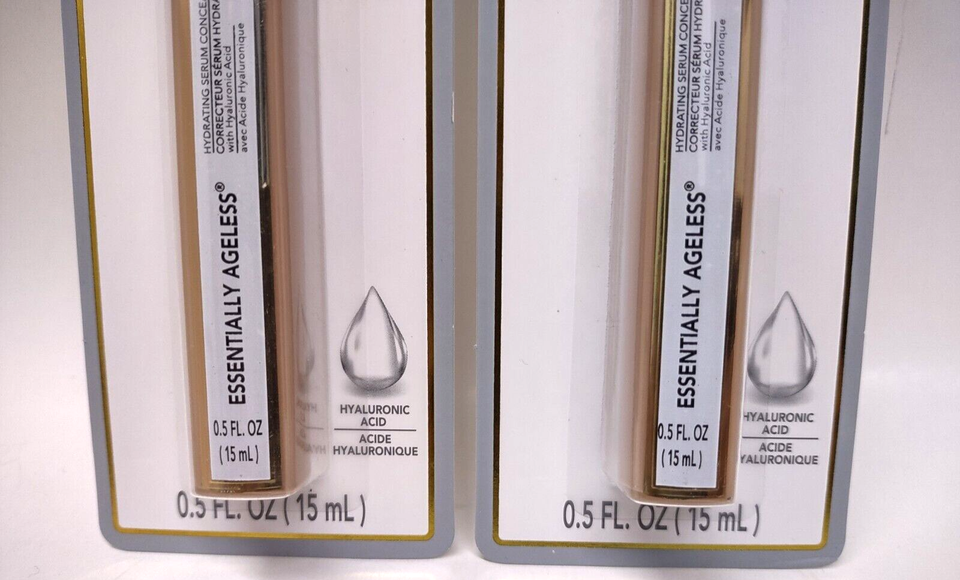 HYDRATING SERUM CONCE
CORRECTEUR SÉRUM HYDRA
with Hyaluronic Acid
avec Acide Hyaluronique
ESSENTIALLY AGELESS®
0.5 FL. OZ
(15 mL)
HYALURONIC
ACID
ACIDE
HYALURONIQUE
0.5 FL. OZ (15 mL)
HYDRATING SERUM CONCE
CORRECTEUR SÉRUM HYDR
with Hyaluronic Acid
avec Acide Hyaluronique
ESSENTIALLY AGELESS®
0.5 FL. OZ
(15 mL)
HYALURONIC
ACID
ACIDE
YALURONIQUE
0.5 FL. OZ (15 mL)